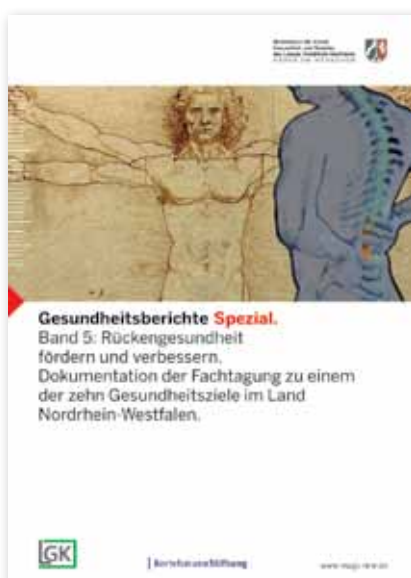 Gesundheitsberichte Spezial.
Band 5: Rückengesundheit
fördern und verbessern.
Dokumentation der Fachtagung zu einem
der zehn Gesundheitsziele im Land
Nordrhein-Westfalen.
GK
BertelsmannStiftung